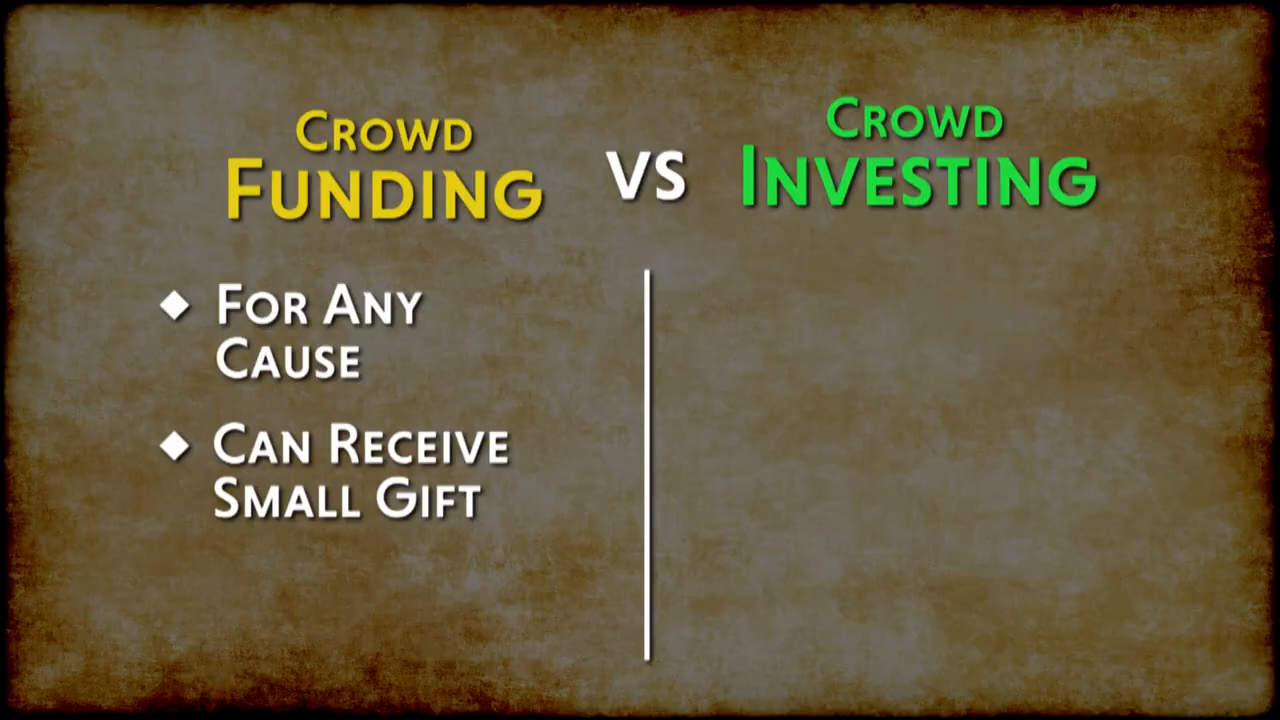 Crowd
Funding
vs
Crowd
Investing
For Any
Cause
Can Receive
Small Gift